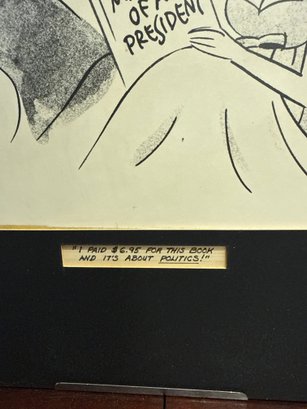 OF A
PRESIDENT
"I PAID $6.95 FOR THIS BOOK
AND IT'S ABOUT POLITICS!"